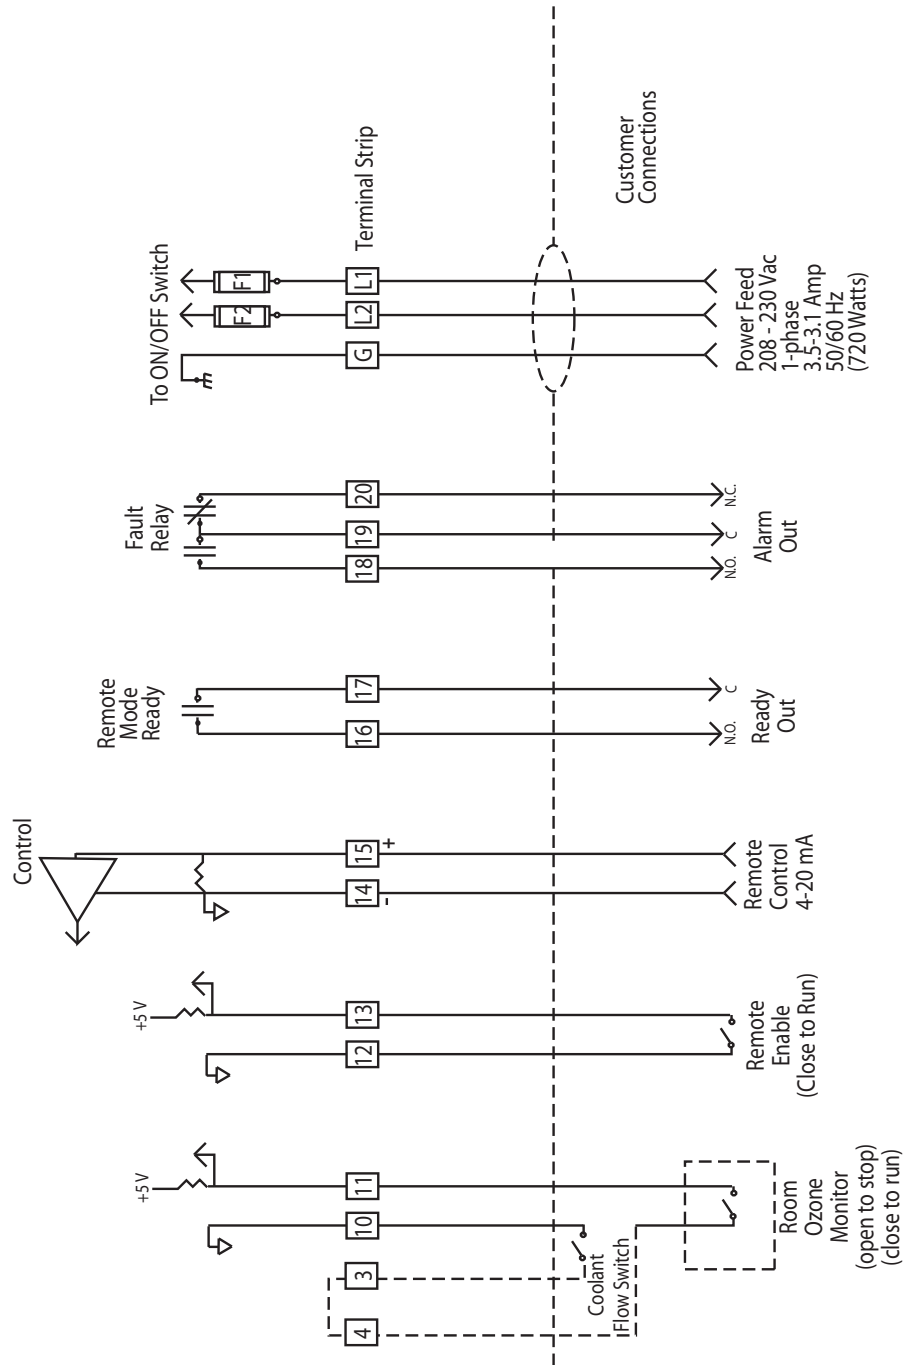 Control
Remote
Mode
Ready
Fault
Relay
To ON/OFF Switch
+5 V
+5 V
F1
F2
Terminal Strip
4
3
10
11
12
13
14
15
16
17
18
19
20
G
L2
L1
-
+
Coolant
Flow Switch
Customer
Connections
N.O.
C
N.O.
C
N.C.
Room
Ozone
Monitor
(open to stop)
(close to run)
Remote
Enable
(Close to Run)
Remote
Control
4-20 mA
Ready
Out
Alarm
Out
Power Feed
208 - 230 Vac
1-phase
3.5-3.1 Amp
50/60 Hz
(720 Watts)